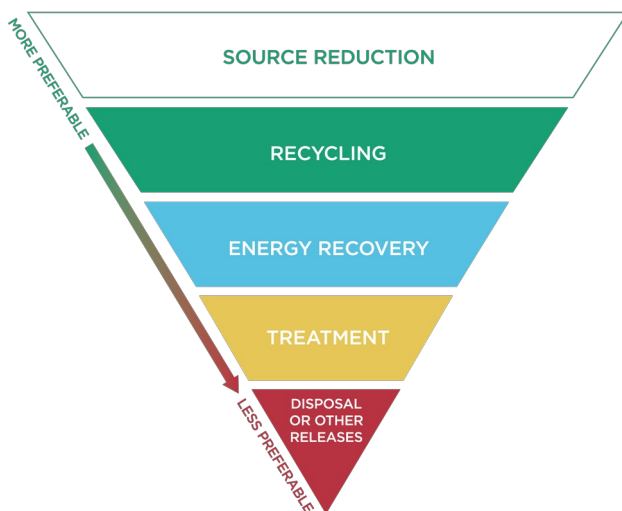 SOURCE REDUCTION
MORE PREFERABLE
RECYCLING
ENERGY RECOVERY
TREATMENT
DISPOSAL
OR OTHER
RELEASES
LESS PREFERABLE